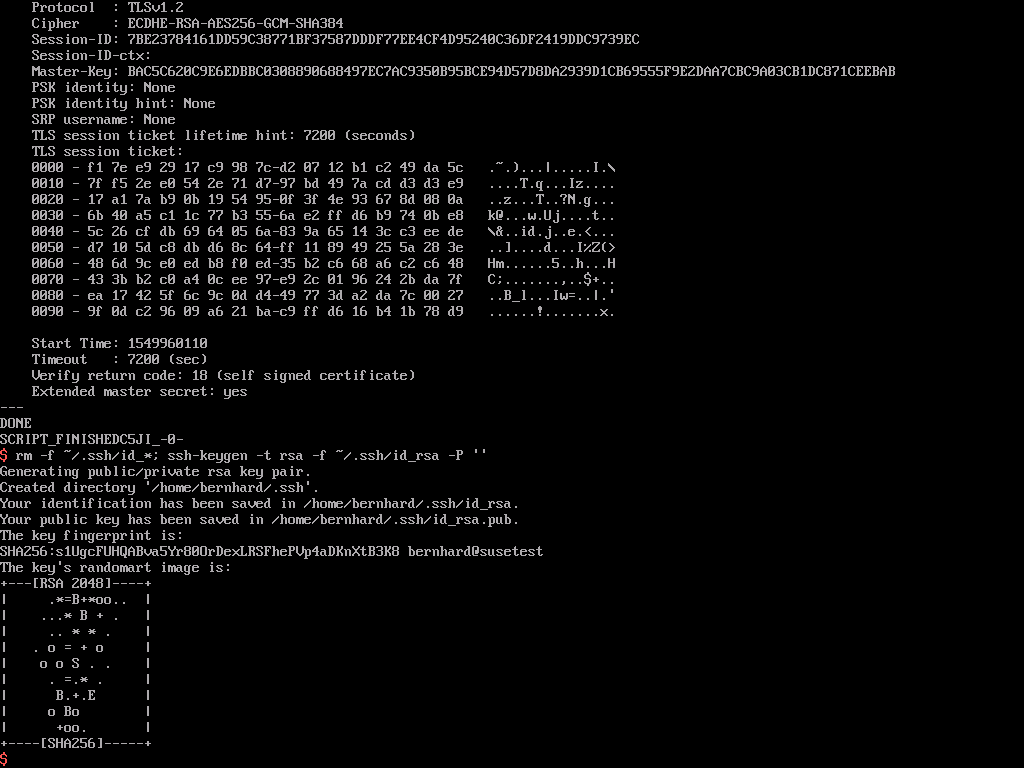 Protocol  : TLSv1.2
Cipher    : ECDHE-RSA-AES256-GCM-SHA384
Session-ID: 7BE23784161DD59C38771BF37587DDDF77EE4CF4D95240C36DF2419DDC9739EC
Session-ID-ctx:
Master-Key: BAC5C620C9E6EDBBC0308890688497EC7AC9350B95BCE94D57D8DA2939D1CB69555F9E2DAA7CBC9A03CB1DC871CEEBAB
PSK identity: None
PSK identity hint: None
SRP username: None
TLS session ticket lifetime hint: 7200 (seconds)
TLS session ticket:
0000 - f1 7e e9 29 17 c9 98 7c-d2 07 12 b1 c2 49 da 5c   .~.)...|.....I.\
0010 - 7f f5 2e e0 54 2e 71 d7-97 bd 49 7a cd d3 d3 e9   ....T.q...Iz....
0020 - 17 a1 7a b9 0b 19 54 95-0f 3f 4e 93 67 8d 08 0a   ..z...T..?N.g...
0030 - 6b 40 a5 c1 1c 77 b3 55-6a e2 ff d6 b9 74 0b e8   k@...w.Uj....t..
0040 - 5c 26 cf db 69 64 05 6a-83 9a 65 14 3c c3 ee de   \&..id.j..e.<...
0050 - d7 10 5d c8 db d6 8c 64-ff 11 89 49 25 5a 28 3e   ..]....d...I%Z(>
0060 - 48 6d 9c e0 ed b8 f0 ed-35 b2 c6 68 a6 c2 c6 48   Hm......5..h...H
0070 - 43 3b b2 c0 a4 0c ee 97-e9 2c 01 96 24 2b da 7f   C;.......,..$+..
0080 - ea 17 42 5f 6c 9c 0d d4-49 77 3d a2 da 7c 00 27   ..B_l...Iw=..|.'
0090 - 9f 0d c2 96 09 a6 21 ba-c9 ff d6 16 b4 1b 78 d9   ......!.......x.
Start Time: 1549960110
Timeout   : 7200 (sec)
Verify return code: 18 (self signed certificate)
Extended master secret: yes
---
DONE
SCRIPT_FINISHEDC5JI_-0-
$ rm -f ~/.ssh/id_*; ssh-keygen -t rsa -f ~/.ssh/id_rsa -P ''
Generating public/private rsa key pair.
Created directory '/home/bernhard/.ssh'.
Your identification has been saved in /home/bernhard/.ssh/id_rsa.
Your public key has been saved in /home/bernhard/.ssh/id_rsa.pub.
The key fingerprint is:
SHA256:s1UgcFUHQABva5Yr80OrDexLRSFhePVp4aDKnXtB3K8 bernhard@susetest
The key's randomart image is:
+---[RSA 2048]----+
|     .*=B+*oo..  |
|    ...* B + .   |
|     .. * * .    |
|   . o = + o     |
|    o o S . .    |
|     . =.* .     |
|      B.+.E      |
|     o Bo        |
|      +oo.       |
+----[SHA256]-----+
$